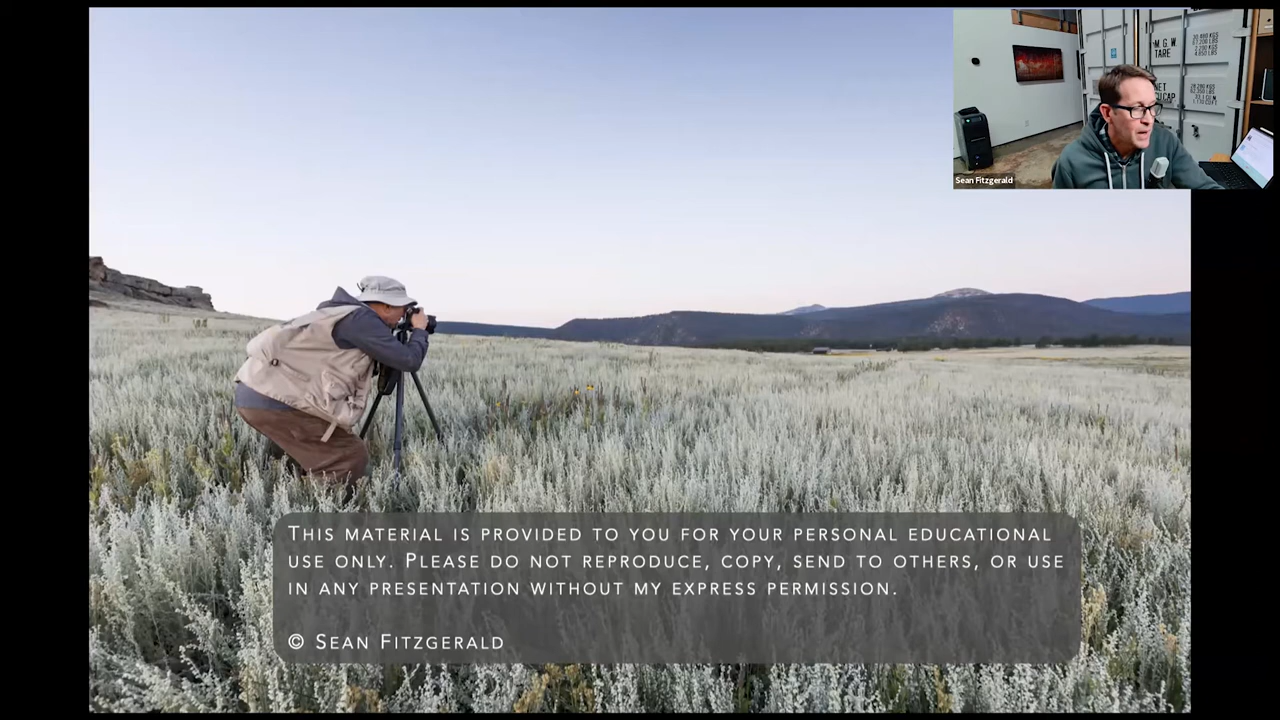 M. G. W.
TARE
Sean Fitzgerald
THIS MATERIAL IS PROVIDED TO YOU FOR YOUR PERSONAL EDUCATIONAL
USE ONLY. PLEASE DO NOT REPRODUCE, COPY, SEND TO OTHERS, OR USE
IN ANY PRESENTATION WITHOUT MY EXPRESS PERMISSION.
© SEAN FITZGERALD